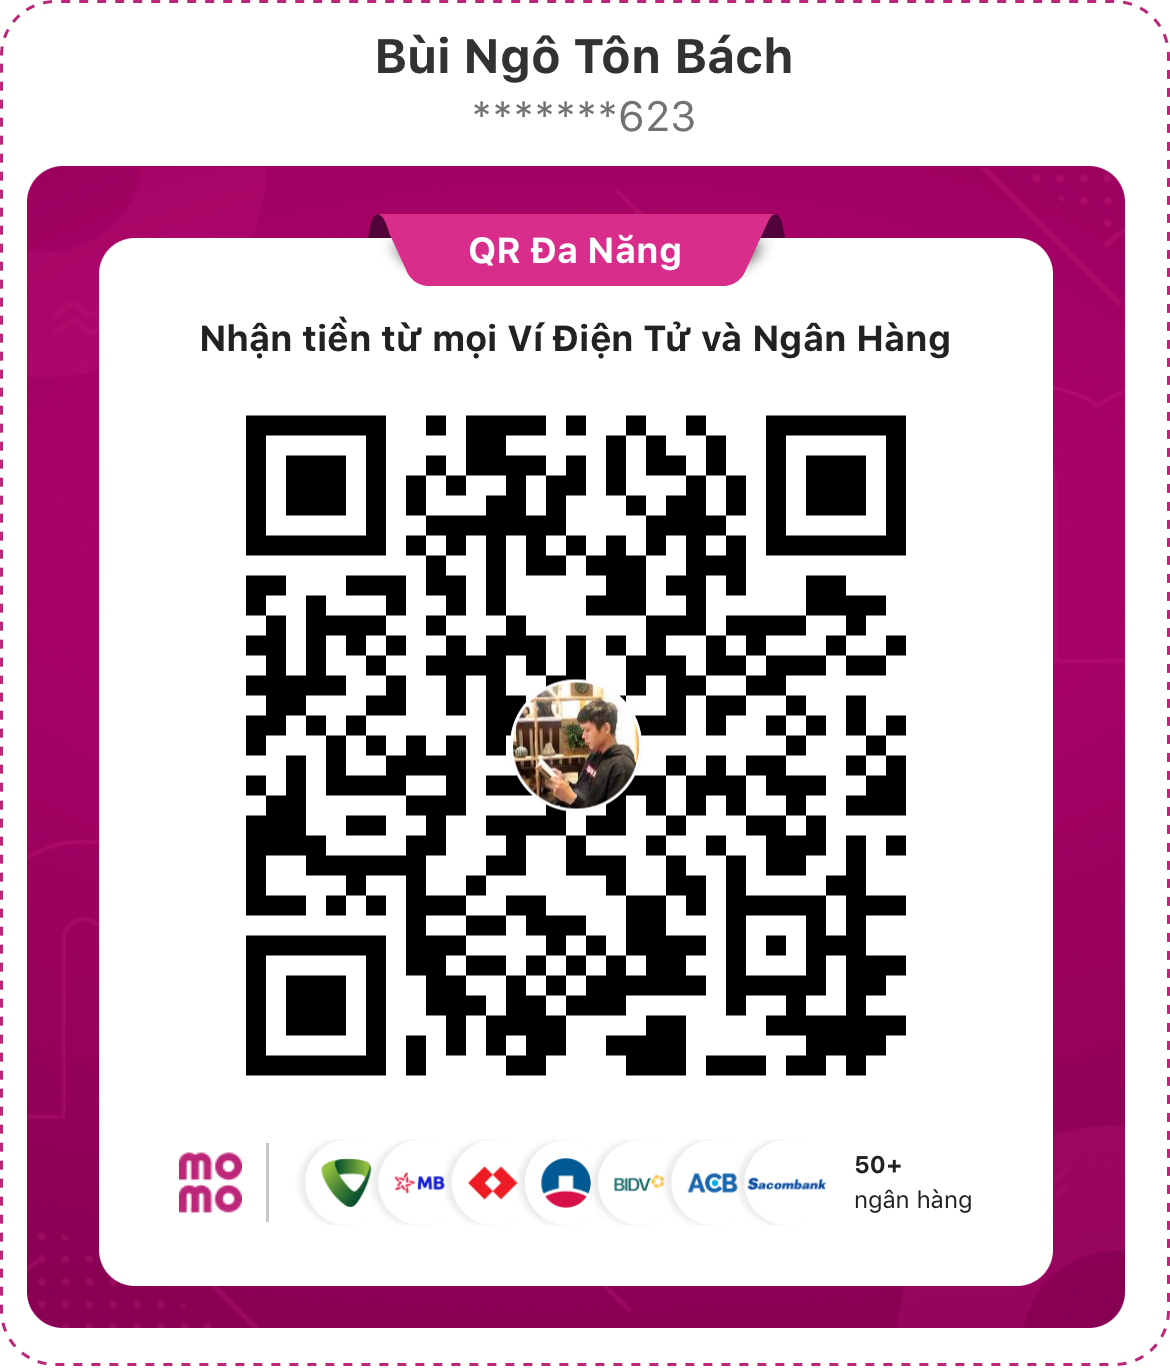 Bùi Ngô Tôn Bách
*******623
QR Đa Năng
Nhận tiền từ mọi Ví Điện Tử và Ngân Hàng
mo
mo
MB
BIDV
ACB
Sacombank
50+
ngân hàng